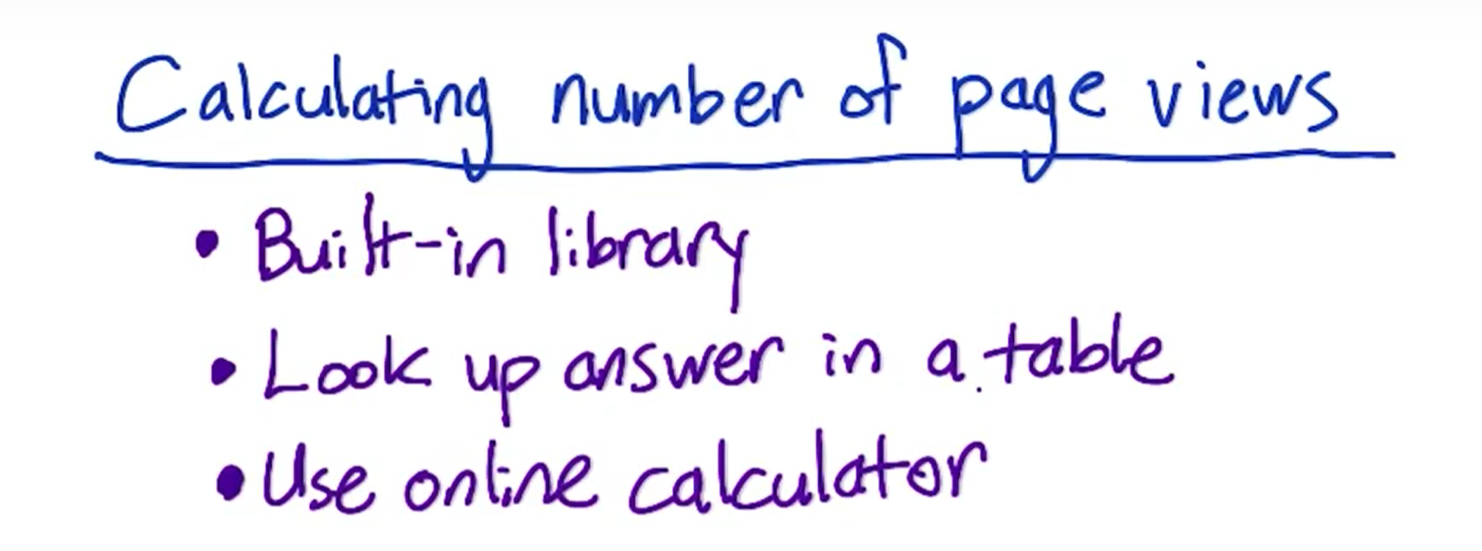 Calculating number of page views
• Built-in library
• Look up answer in a table
• Use online calculator